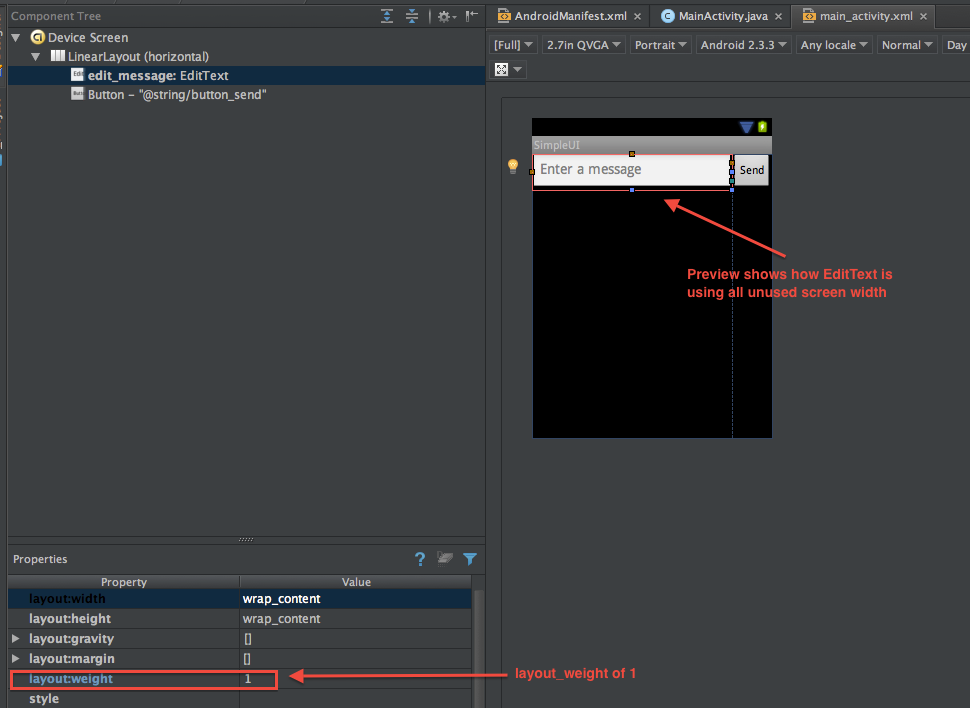 Component Tree
Device Screen
LinearLayout (horizontal)
edit_message: EditText
Button – "@string/button_send"
AndroidManifest.xml
MainActivity.java
main_activity.xml
[Full]
2.7in QVGA
Portrait
Android 2.3.3
Any locale
Normal
Day
SimpleUI
Enter a message
Send
Preview shows how EditText is
using all unused screen width
Properties
Property Value
layout:width wrap_content
layout:height wrap_content
layout:gravity []
layout:margin []
layout:weight 1
layout_weight of 1
style